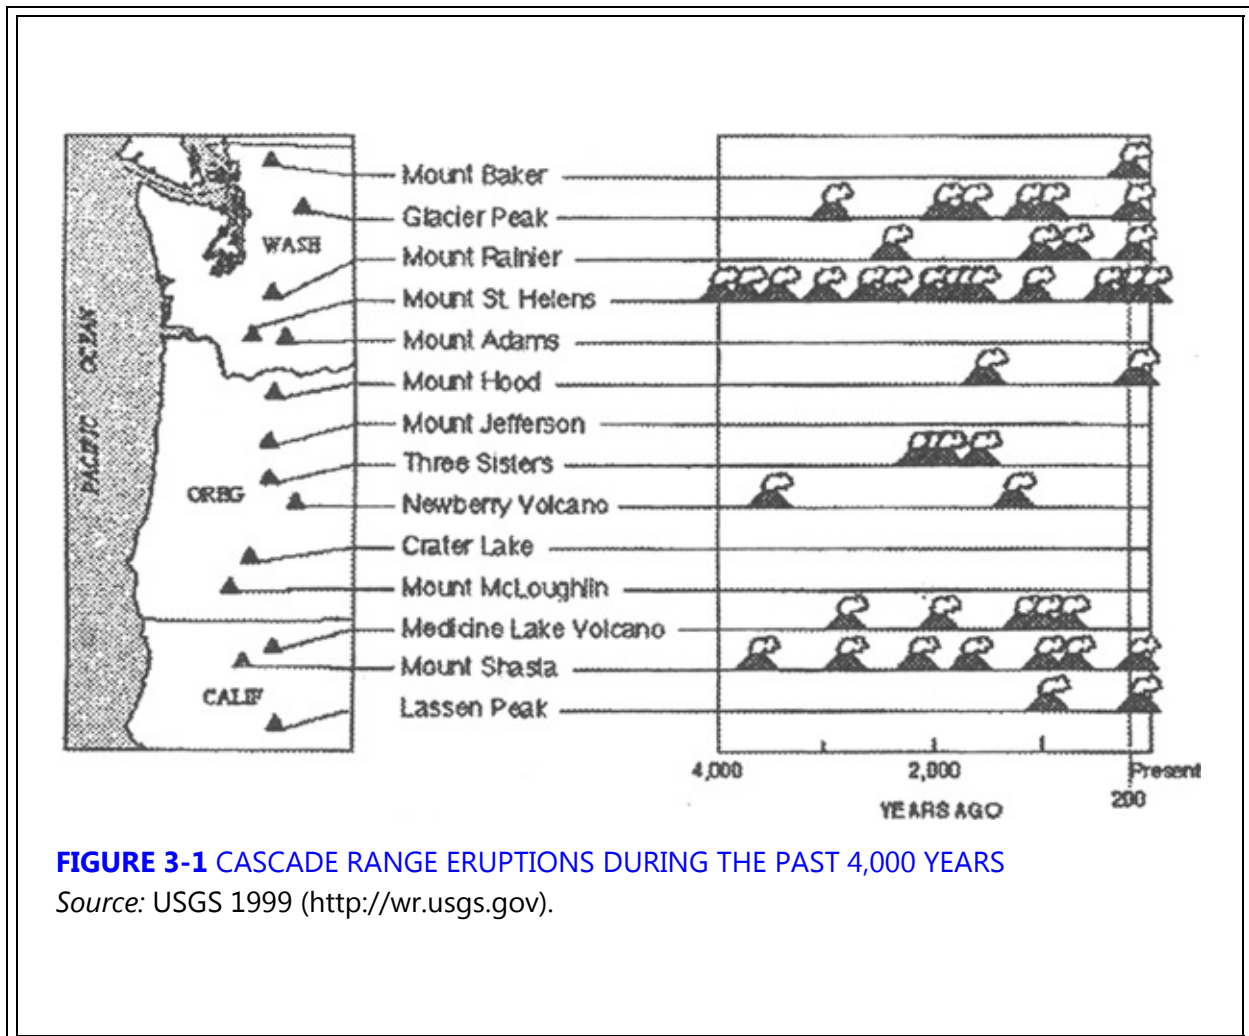 Mount Baker
Glacier Peak
WASH
Mount Rainier
Mount St. Helens
Mount Adams
Mount Hood
Mount Jefferson
Three Sisters
OREG
Newberry Volcano
Crater Lake
Mount McLoughlin
Medicine Lake Volcano
Mount Shasta
CALIF
Lassen Peak
PACIFIC OCEAN
4,000 2,000 Present
200
YEARS AGO
FIGURE 3-1 CASCADE RANGE ERUPTIONS DURING THE PAST 4,000 YEARS
Source: USGS 1999 (http://wr.usgs.gov).